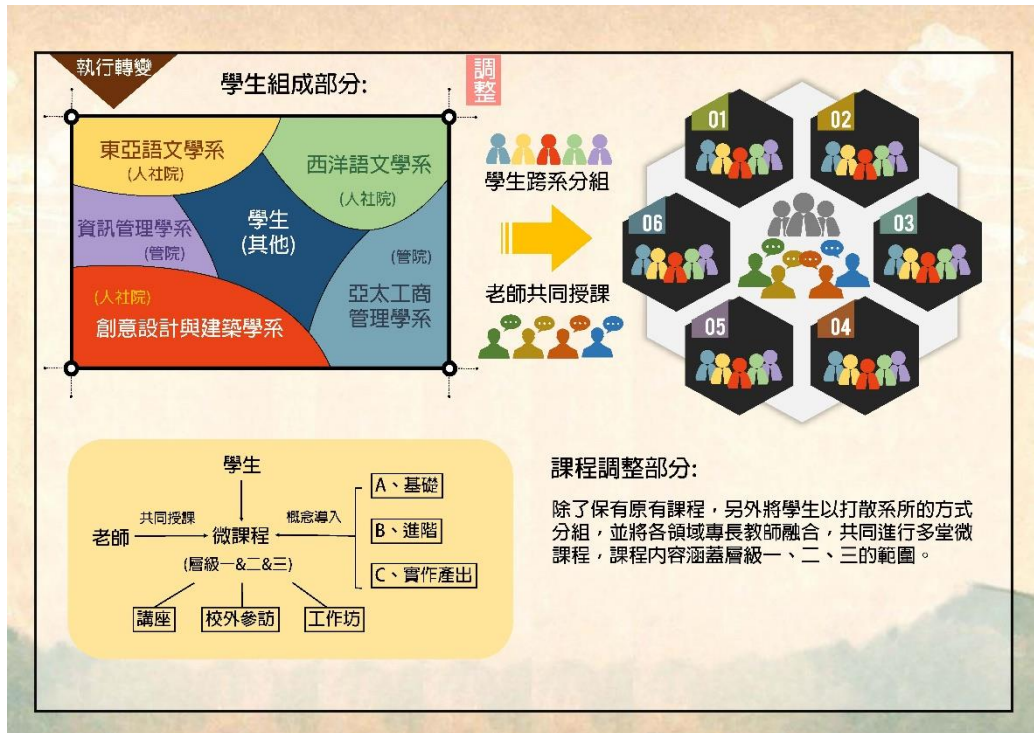 執行轉變
學生組成部分:
調整
東亞語文學系
(人社院)
西洋語文學系
(人社院)
資訊管理學系
(管院)
學生
(其他)
(管院)
亞太工商
管理學系
(人社院)
創意設計與建築學系
學生跨系分組
老師共同授課
01
02
03
04
05
06
學生
老師
共同授課
微課程
概念導入
(層級一&二&三)
A、基礎
B、進階
C、實作產出
講座
校外參訪
工作坊
課程調整部分:
除了保有原有課程，另外將學生以打散系所的方式
分組，並將各領域專長教師融合，共同進行多堂微
課程，課程內容涵蓋層級一、二、三的範圍。